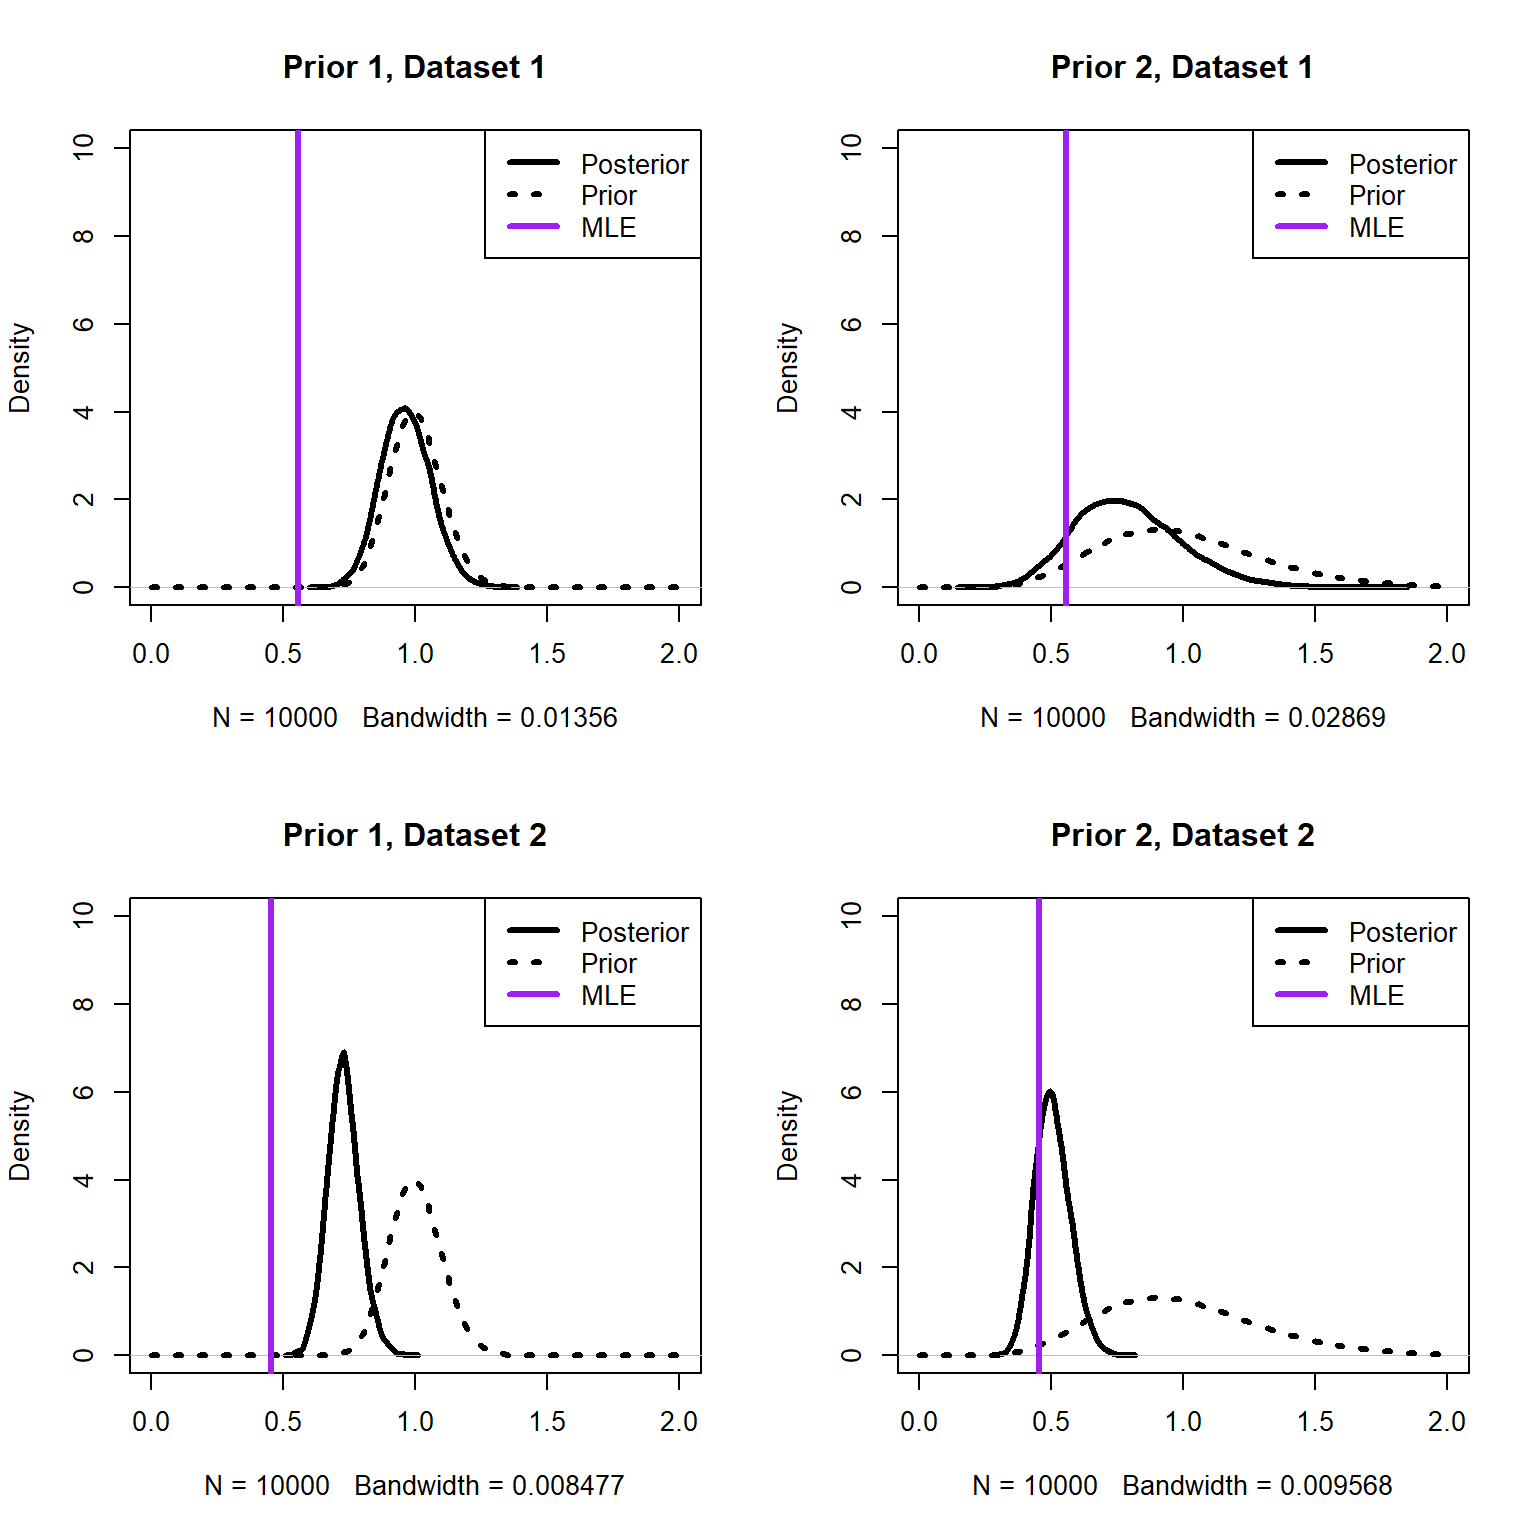 Prior 1, Dataset 1
Density
10
8
6
4
2
0
Posterior
Prior
MLE
0.0 0.5 1.0 1.5 2.0
N = 10000 Bandwidth = 0.01356
Prior 2, Dataset 1
Density
10
8
6
4
2
0
Posterior
Prior
MLE
0.0 0.5 1.0 1.5 2.0
N = 10000 Bandwidth = 0.02869
Prior 1, Dataset 2
Density
10
8
6
4
2
0
Posterior
Prior
MLE
0.0 0.5 1.0 1.5 2.0
N = 10000 Bandwidth = 0.008477
Prior 2, Dataset 2
Density
10
8
6
4
2
0
Posterior
Prior
MLE
0.0 0.5 1.0 1.5 2.0
N = 10000 Bandwidth = 0.009568